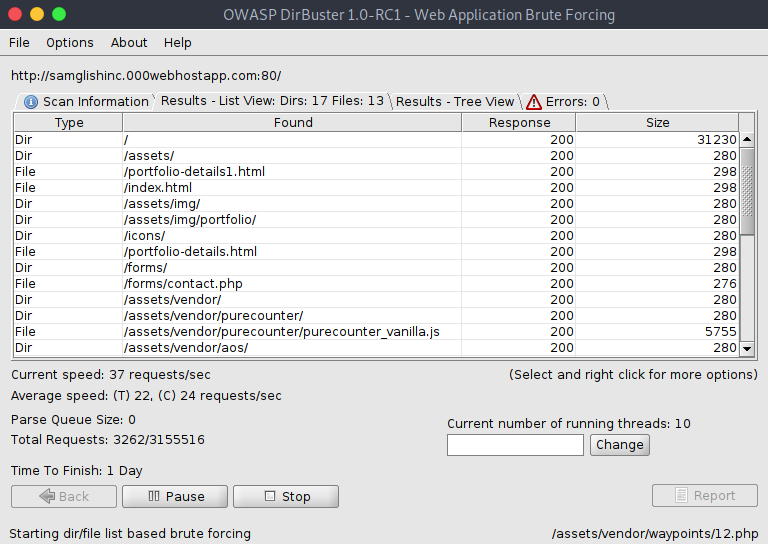 OWASP DirBuster 1.0-RC1 - Web Application Brute Forcing
File Options About Help
http://samglishinc.000webhostapp.com:80/
Scan Information Results - List View: Dirs: 17 Files: 13 Results - Tree View Errors: 0
Type Found Response Size
Dir / 200 31230
Dir /assets/ 200 280
File /portfolio-details1.html 200 298
File /index.html 200 298
Dir /assets/img/ 200 280
Dir /assets/img/portfolio/ 200 280
Dir /icons/ 200 280
File /portfolio-details.html 200 298
Dir /forms/ 200 280
File /forms/contact.php 200 276
Dir /assets/vendor/ 200 280
Dir /assets/vendor/purecounter/ 200 280
File /assets/vendor/purecounter/purecounter_vanilla.js 200 5755
Dir /assets/vendor/aos/ 200 280
Current speed: 37 requests/sec (Select and right click for more options)
Average speed: (T) 22, (C) 24 requests/sec
Parse Queue Size: 0
Current number of running threads: 10
Total Requests: 3262/3155516
Change
Time To Finish: 1 Day
Back Pause Stop Report
Starting dir/file list based brute forcing /assets/vendor/waypoints/12.php